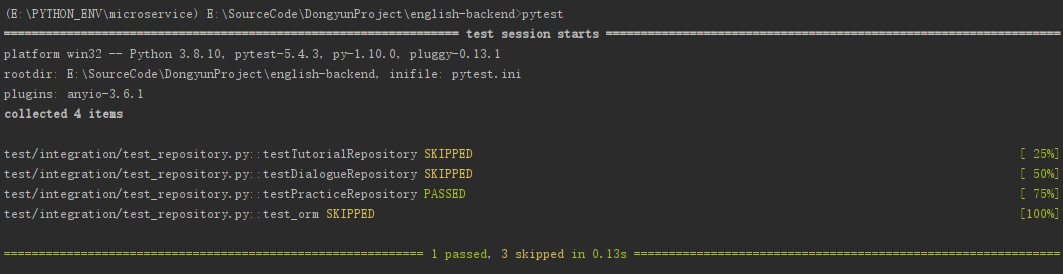 (E:\PYTHON_ENV\microservice) E:\SourceCode\DongyunProject\english-backend>pytest
============================= test session starts =============================
platform win32 -- Python 3.8.10, pytest-5.4.3, py-1.10.0, pluggy-0.13.1
rootdir: E:\SourceCode\DongyunProject\english-backend, inifile: pytest.ini
plugins: anyio-3.6.1
collected 4 items
test/integration/test_repository.py::testTutorialRepository SKIPPED [ 25%]
test/integration/test_repository.py::testDialogueRepository SKIPPED [ 50%]
test/integration/test_repository.py::testPracticeRepository PASSED [ 75%]
test/integration/test_repository.py::test_orm SKIPPED [100%]
======================== 1 passed, 3 skipped in 0.13s =========================